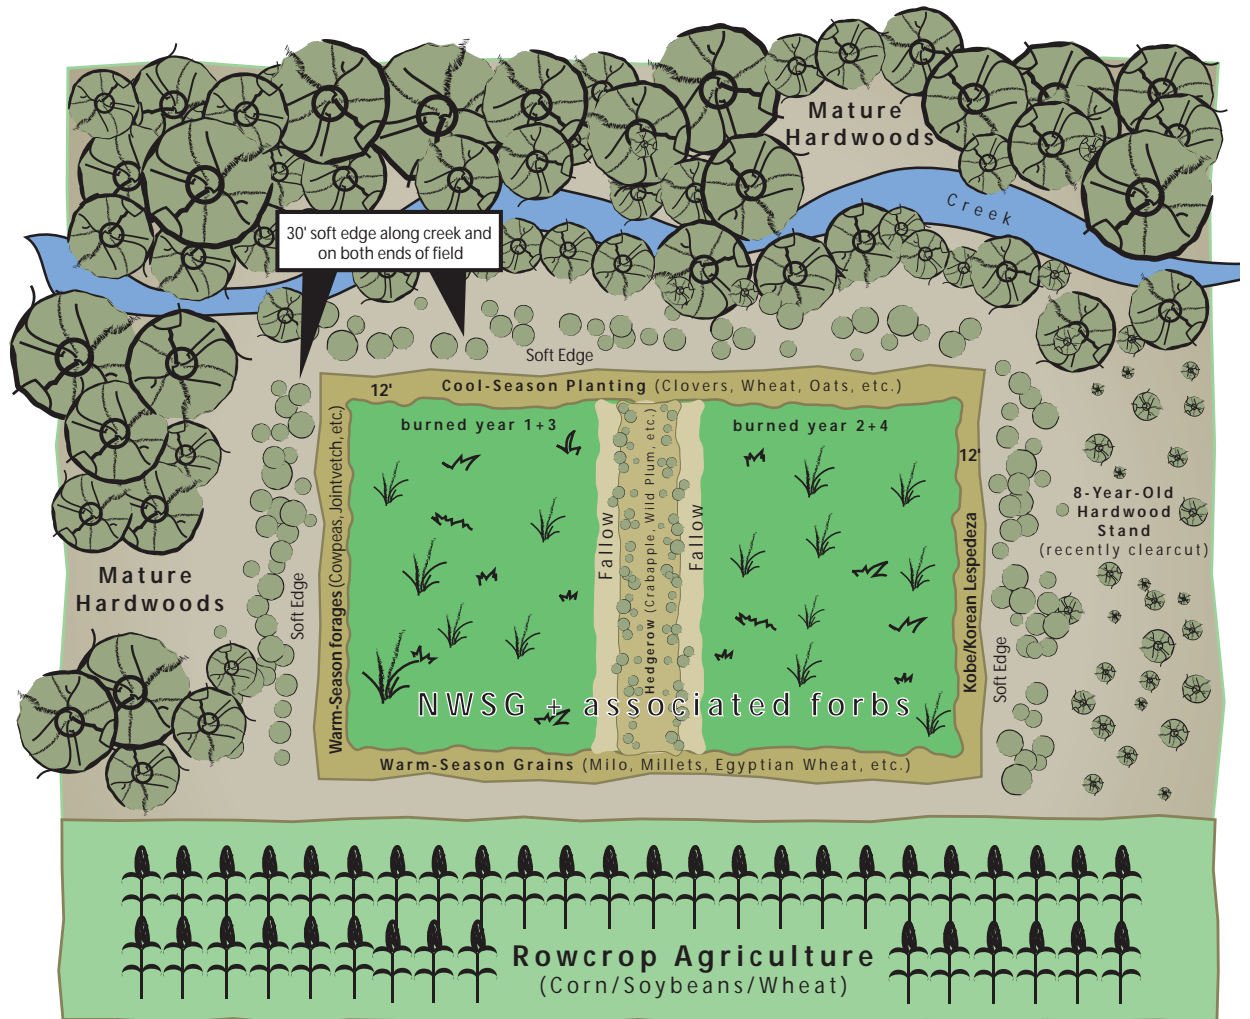 Mature
Hardwoods
Creek
30' soft edge along creek and
on both ends of field
Soft Edge
12'
Cool-Season Planting (Clovers, Wheat, Oats, etc.)
burned year 1+3
burned year 2+4
12'
Warm-Season forages (Cowpeas, Jointvetch, etc)
Fallow
Hedgerow (Crabapple, Wild Plum, etc.)
Fallow
Kobe/Korean Lespedeza
8-Year-Old
Hardwood
Stand
(recently clearcut)
Mature
Hardwoods
Soft Edge
Soft Edge
NWSG + associated forbs
Warm-Season Grains (Milo, Millets, Egyptian Wheat, etc.)
Rowcrop Agriculture
(Corn/Soybeans/Wheat)